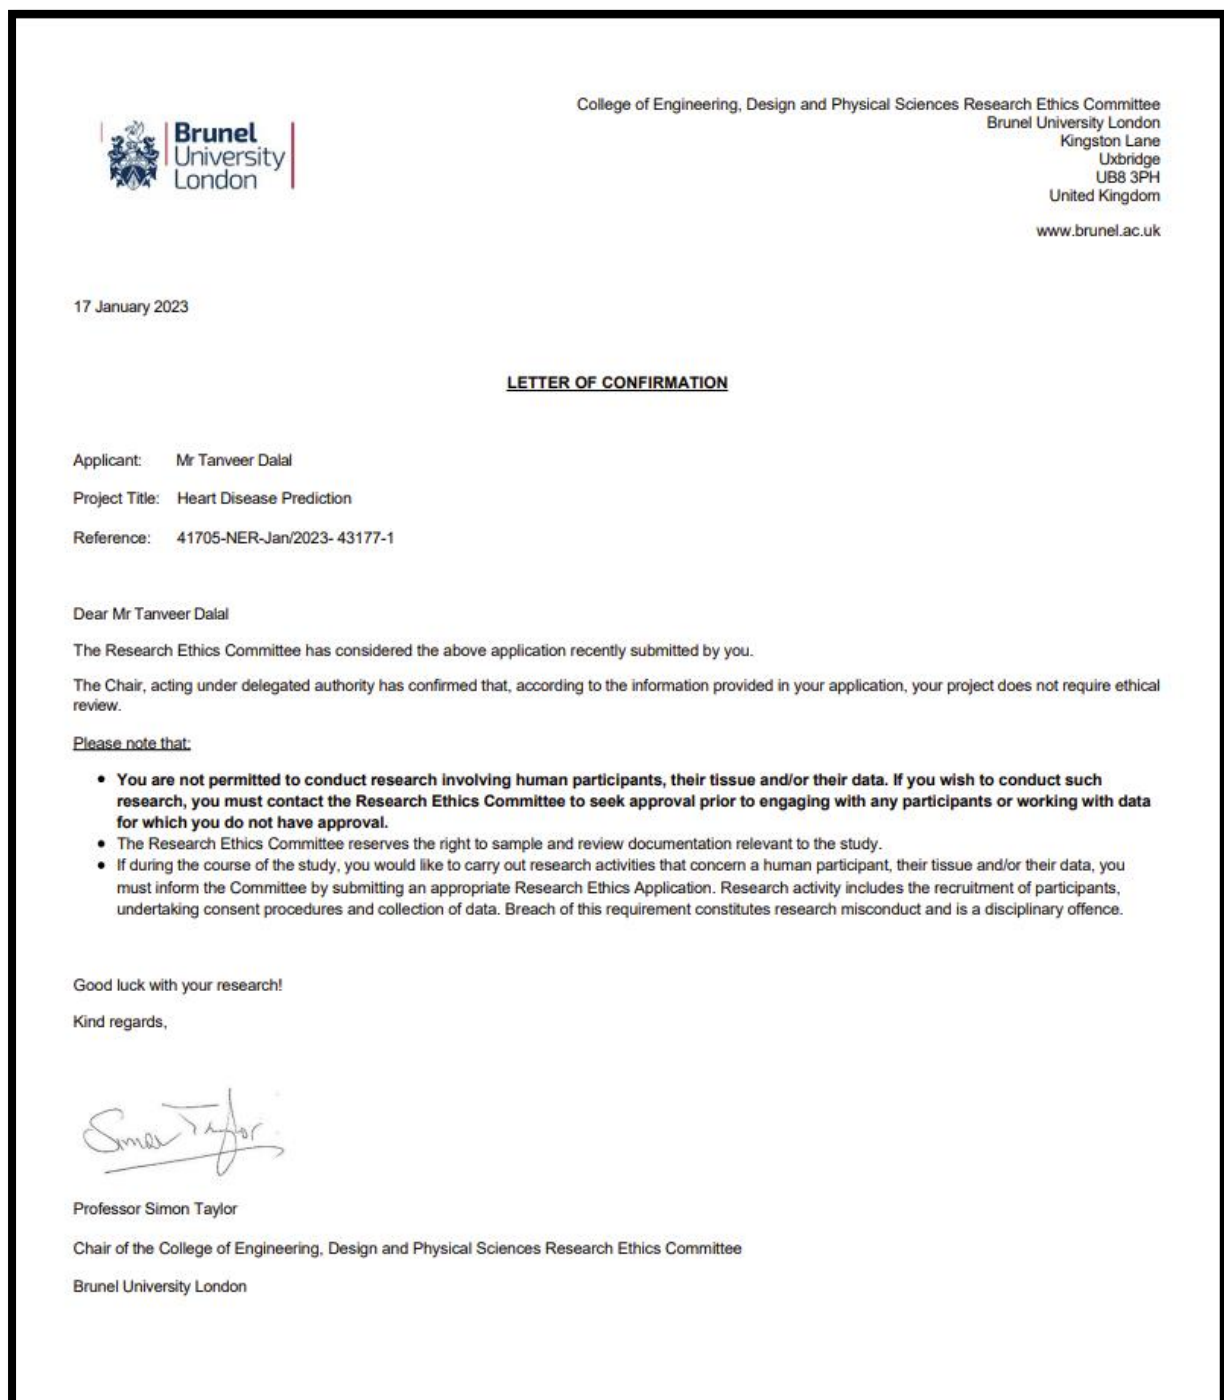 College of Engineering, Design and Physical Sciences Research Ethics Committee
Brunel University London
Kingston Lane
Uxbridge
UB8 3PH
United Kingdom
www.brunel.ac.uk
Brunel
University
London
17 January 2023
LETTER OF CONFIRMATION
Applicant: Mr Tanveer Dalal
Project Title: Heart Disease Prediction
Reference: 41705-NER-Jan/2023- 43177-1
Dear Mr Tanveer Dalal
The Research Ethics Committee has considered the above application recently submitted by you.
The Chair, acting under delegated authority has confirmed that, according to the information provided in your application, your project does not require ethical
review.
Please note that:
• You are not permitted to conduct research involving human participants, their tissue and/or their data. If you wish to conduct such
research, you must contact the Research Ethics Committee to seek approval prior to engaging with any participants or working with data
for which you do not have approval.
• The Research Ethics Committee reserves the right to sample and review documentation relevant to the study.
• If during the course of the study, you would like to carry out research activities that concern a human participant, their tissue and/or their data, you
must inform the Committee by submitting an appropriate Research Ethics Application. Research activity includes the recruitment of participants,
undertaking consent procedures and collection of data. Breach of this requirement constitutes research misconduct and is a disciplinary offence.
Good luck with your research!
Kind regards,
Simon Taylor
Professor Simon Taylor
Chair of the College of Engineering, Design and Physical Sciences Research Ethics Committee
Brunel University London